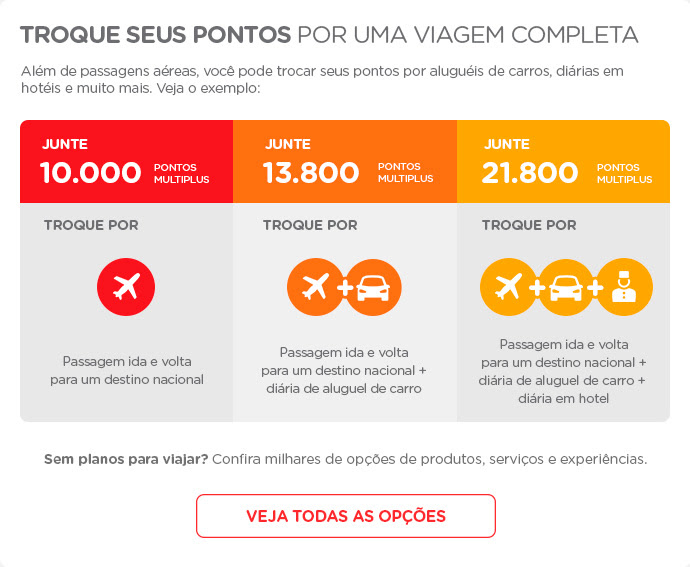 TROQUE SEUS PONTOS POR UMA VIAGEM COMPLETA
Além de passagens aéreas, você pode trocar seus pontos por aluguéis de carros, diárias em
hotéis e muito mais. Veja o exemplo:
JUNTE
10.000 PONTOS
MULTIPLUS
TROQUE POR
Passagem ida e volta
para um destino nacional
JUNTE
13.800 PONTOS
MULTIPLUS
TROQUE POR
Passagem ida e volta
para um destino nacional +
diária de aluguel de carro
JUNTE
21.800 PONTOS
MULTIPLUS
TROQUE POR
Passagem ida e volta
para um destino nacional +
diária de aluguel de carro +
diária em hotel
Sem planos para viajar? Confira milhares de opções de produtos, serviços e experiências.
VEJA TODAS AS OPÇÕES